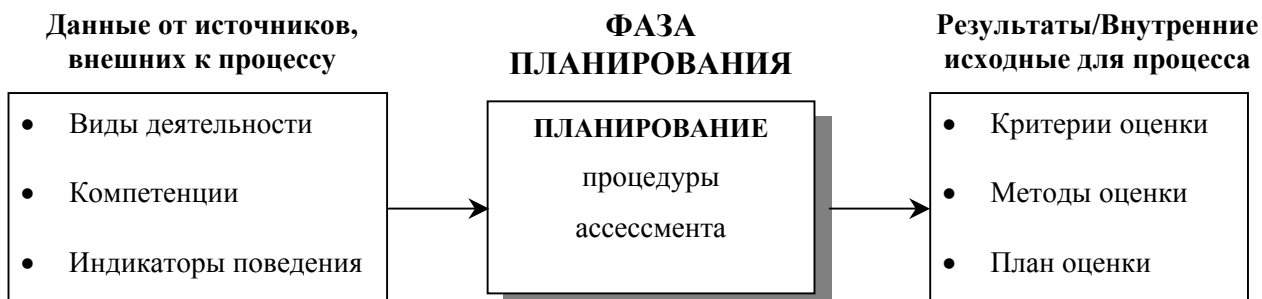 Данные от источников,
внешних к процессу
ФАЗА
ПЛАНИРОВАНИЯ
Результаты/Внутренние
исходные для процесса
• Виды деятельности
• Компетенции
• Индикаторы поведения
ПЛАНИРОВАНИЕ
процедуры
ассессмента
• Критерии оценки
• Методы оценки
• План оценки